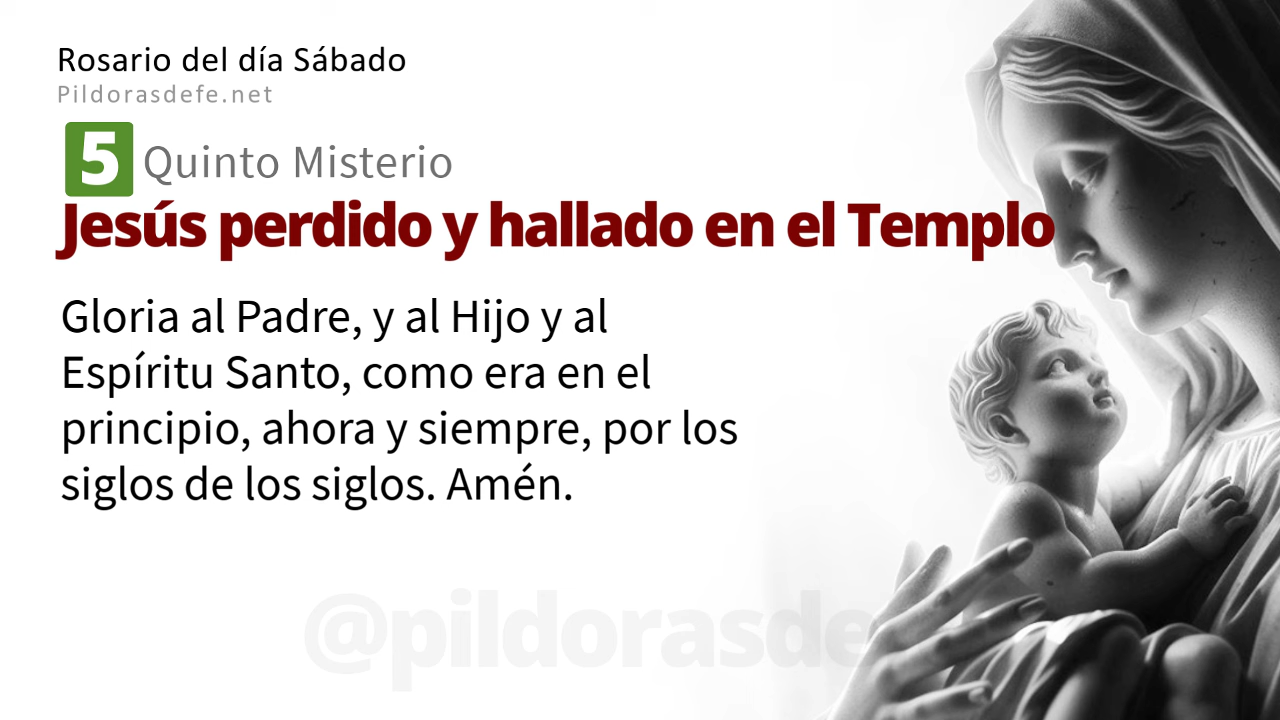 Rosario del día Sábado
Pildorasdefe.net
5 Quinto Misterio
Jesús perdido y hallado en el Templo
Gloria al Padre, y al Hijo y al
Espíritu Santo, como era en el
principio, ahora y siempre, por los
siglos de los siglos. Amén.
@pildorasde